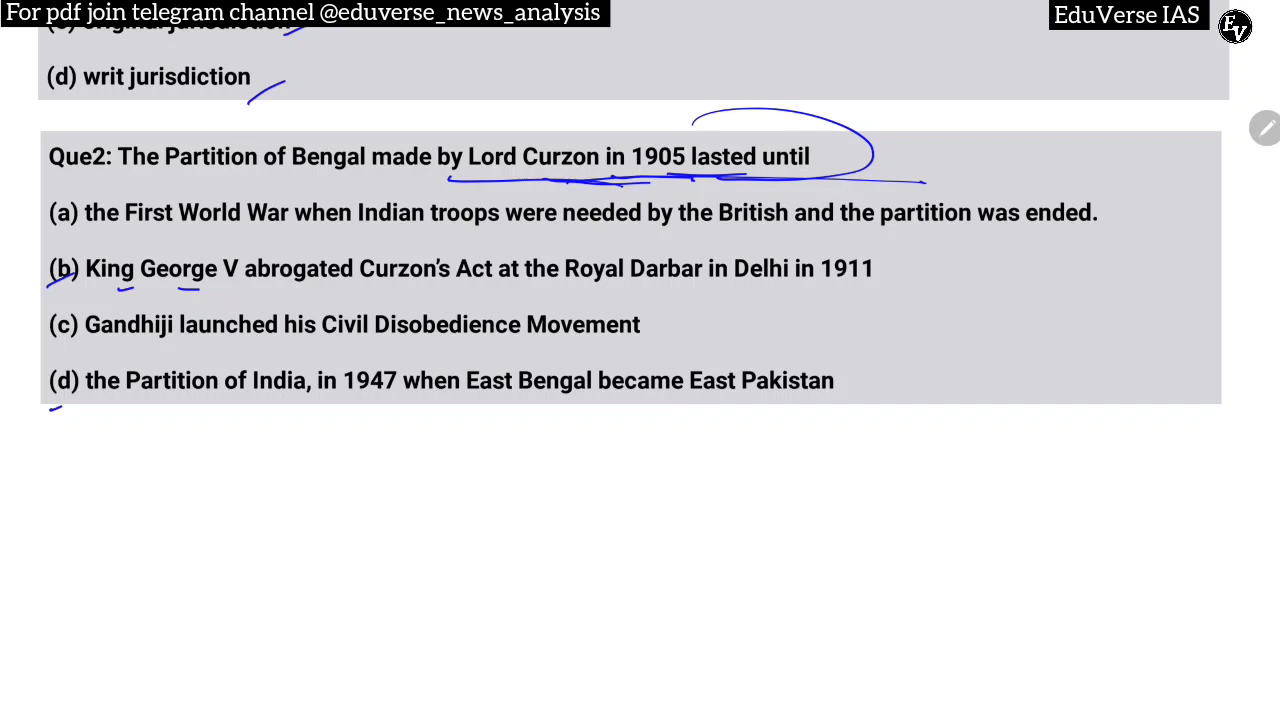 For pdf join telegram channel @eduverse_news_analysis
EduVerse IAS
EV
(c) original jurisdiction
(d) writ jurisdiction
Que2: The Partition of Bengal made by Lord Curzon in 1905 lasted until
(a) the First World War when Indian troops were needed by the British and the partition was ended.
(b) King George V abrogated Curzon’s Act at the Royal Darbar in Delhi in 1911
(c) Gandhiji launched his Civil Disobedience Movement
(d) the Partition of India, in 1947 when East Bengal became East Pakistan